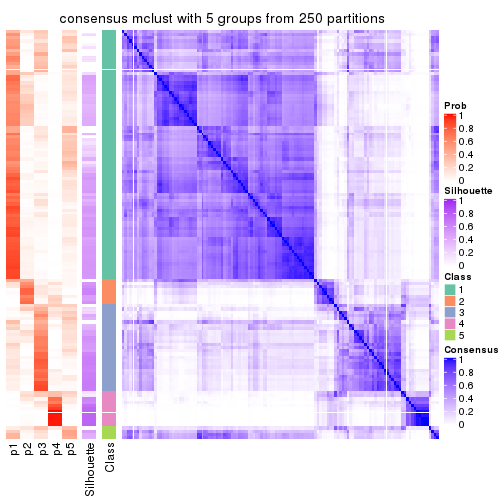 consensus mclust with 5 groups from 250 partitions
Prob
1
0.8
0.6
0.4
0.2
0
Silhouette
1
0.8
0.6
0.4
0.2
0
Class
1
2
3
4
5
Consensus
1
0.8
0.6
0.4
0.2
0
p1
p2
p3
p4
p5
Silhouette
Class